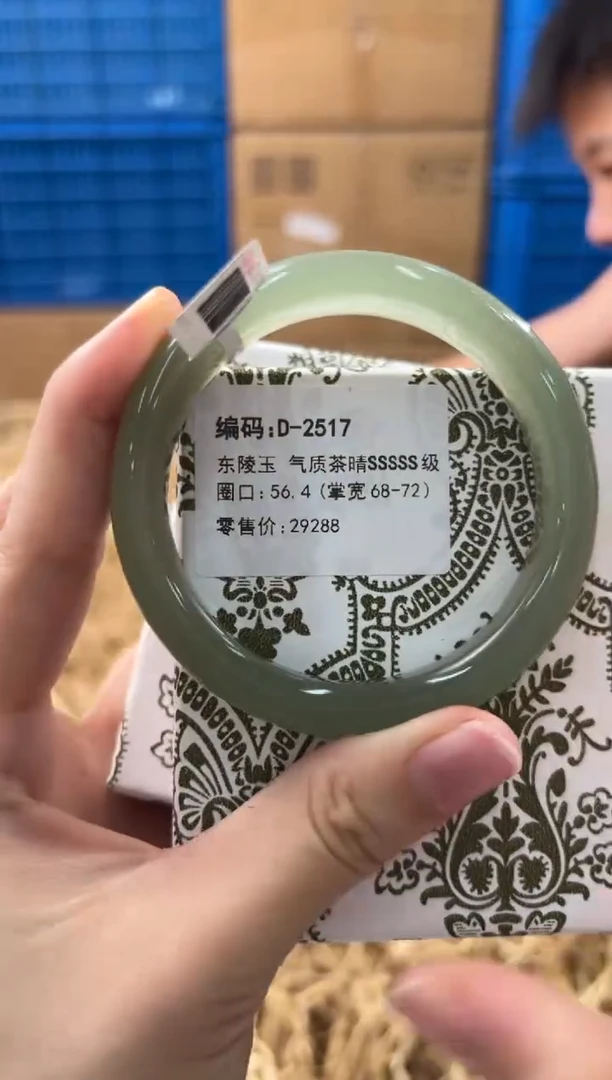 编码:D-2517
东陵玉 气质茶晴SSSSS级
圈口:56.4(掌宽68-72)
零售价:29288